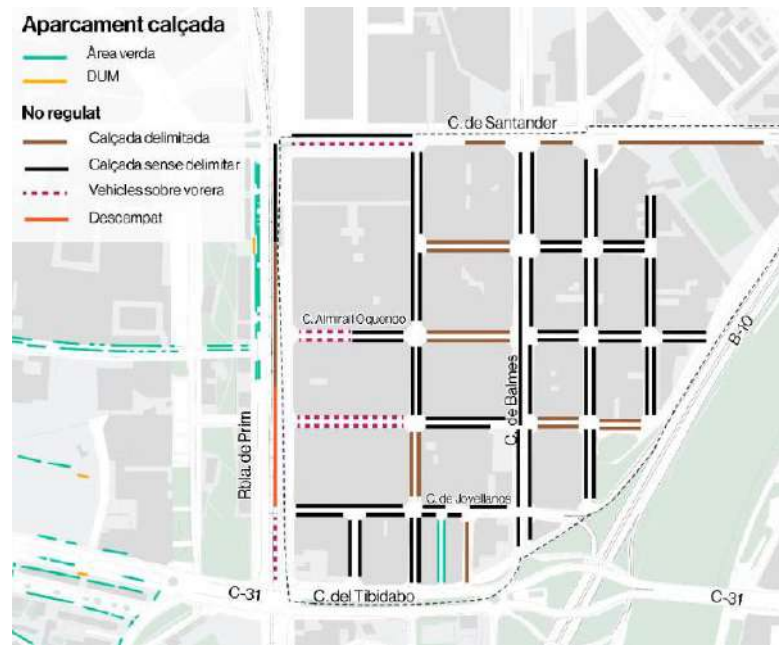 Aparcament calçada
Àrea verda
DUM
No regulat
Calçada delimitada
Calçada sense delimitar
Vehicles sobre vorera
Descampat
C. de Santander
C. Almirall Oquendo
C. de Balmes
B-10
Rbla. de Prim
C. de Jovellanos
C-31
C. del Tibidabo
C-31